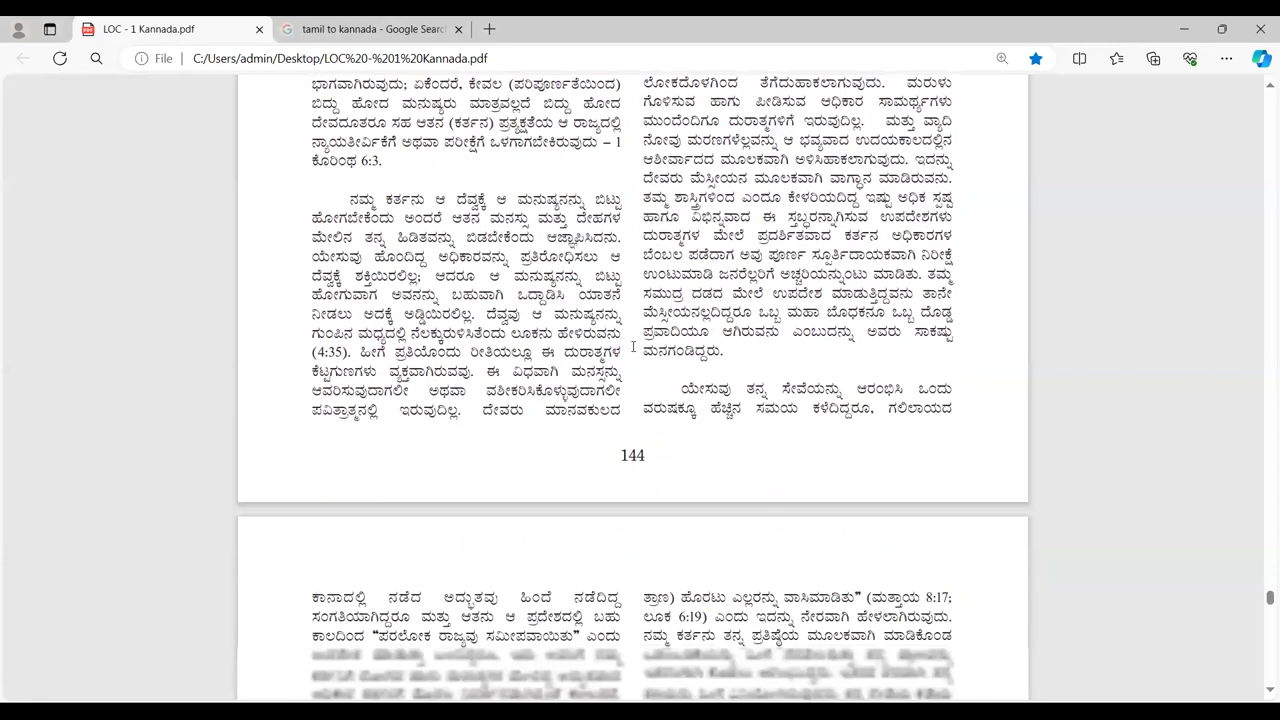 LOC - 1 Kannada.pdf
tamil to kannada - Google Searc
File
C:/Users/admin/Desktop/LOC%20-%201%20Kannada.pdf
ಭಾಗವಾಗಿರುವುದು; ಏಕೆಂದರೆ, ಕೇವಲ (ಪರಿಪೂರ್ಣತೆಯಿಂದ)
ಬಿದ್ದು ಹೋದ ಮನುಷ್ಯರು ಮಾತ್ರವಲ್ಲದೆ ಬಿದ್ದು ಹೋದ
ದೇವದೂತರೂ ಸಹ ಆತನ (ಕರ್ತನ) ಪ್ರತ್ಯಕ್ಷತೆಯ ಆ ರಾಜ್ಯದಲ್ಲಿ
ನ್ಯಾಯತೀರ್ವಿಕೆಗೆ ಅಥವಾ ಪರೀಕ್ಷೆಗೆ ಒಳಗಾಗಬೇಕಿರುವುದು – 1
ಕೊರಿಂಥ 6:3.
ನಮ್ಮ ಕರ್ತನು ಆ ದೆವ್ವಕ್ಕೆ ಆ ಮನುಷ್ಯನನ್ನು ಬಿಟ್ಟು
ಹೋಗಬೇಕೆಂದು ಅಂದರೆ ಆತನ ಮನಸ್ಸು ಮತ್ತು ದೇಹಗಳ
ಮೇಲಿನ ತನ್ನ ಹಿಡಿತವನ್ನು ಬಿಡಬೇಕೆಂದು ಆಜ್ಞಾಪಿಸಿದನು.
ಯೇಸುವು ಹೊಂದಿದ್ದ ಅಧಿಕಾರವನ್ನು ಪ್ರತಿರೋಧಿಸಲು ಆ
ದೆವ್ವಕ್ಕೆ ಶಕ್ತಿಯಿರಲಿಲ್ಲ; ಆದರೂ ಆ ಮನುಷ್ಯನನ್ನು ಬಿಟ್ಟು
ಹೋಗುವಾಗ ಅವನನ್ನು ಬಹುವಾಗಿ ಒದ್ದಾಡಿಸಿ ಯಾತನೆ
ನೀಡಲು ಅದಕ್ಕೆ ಅಡ್ಡಿಯಿರಲಿಲ್ಲ. ದೆವ್ವವು ಆ ಮನುಷ್ಯನನ್ನು
ಗುಂಪಿನ ಮಧ್ಯದಲ್ಲಿ ನೆಲಕ್ಕುರುಳಿಸಿತೆಂದು ಲೂಕನು ಹೇಳಿರುವನು
(4:35). ಹೀಗೆ ಪ್ರತಿಯೊಂದು ರೀತಿಯಲ್ಲೂ ಈ ದುರಾತ್ಮಗಳ
ಕೆಟ್ಟಗುಣಗಳು ವ್ಯಕ್ತವಾಗಿರುವವು. ಈ ವಿಧವಾಗಿ ಮನಸ್ಸನ್ನು
ಆವರಿಸುವುದಾಗಲೀ ಅಥವಾ ವಶೀಕರಿಸಿಕೊಳ್ಳುವುದಾಗಲೀ
ಪವಿತ್ರಾತ್ಮನಲ್ಲಿ ಇರುವುದಿಲ್ಲ. ದೇವರು ಮಾನವಕುಲದ
ಲೋಕದೊಳಗಿಂದ ತೆಗೆದುಹಾಕಲಾಗುವುದು. ಮರುಳು
ಗೊಳಿಸುವ ಹಾಗು ಪೀಡಿಸುವ ಆಧಿಕಾರ ಸಾಮರ್ಥ್ಯಗಳು
ಮುಂದೆಂದಿಗೂ ದುರಾತ್ಮಗಳಿಗೆ ಇರುವುದಿಲ್ಲ. ಮತ್ತು ವ್ಯಾದಿ
ನೋವು ಮರಣಗಳೆಲ್ಲವನ್ನು ಆ ಭವ್ಯವಾದ ಉದಯಕಾಲದಲ್ಲಿನ
ಆಶೀರ್ವಾದದ ಮೂಲಕವಾಗಿ ಅಳಿಸಿಹಾಕಲಾಗುವುದು. ಇದನ್ನು
ದೇವರು ಮೆಸ್ಸೀಯನ ಮೂಲಕವಾಗಿ ವಾಗ್ಧಾನ ಮಾಡಿರುವನು.
ತಮ್ಮ ಶಾಸ್ತ್ರಿಗಳಿಂದ ಎಂದೂ ಕೇಳರಿಯದಿದ್ದ ಇಷ್ಟು ಅಧಿಕ ಸ್ಪಷ್ಟ
ಹಾಗೂ ವಿಭಿನ್ನವಾದ ಈ ಸ್ತಬ್ಧರನ್ನಾಗಿಸುವ ಉಪದೇಶಗಳು
ದುರಾತ್ಮಗಳ ಮೇಲೆ ಪ್ರದರ್ಶಿತವಾದ ಕರ್ತನ ಅಧಿಕಾರಗಳ
ಬೆಂಬಲ ಪಡೆದಾಗ ಅವು ಪೂರ್ಣ ಸ್ಫೂರ್ತಿದಾಯಕವಾಗಿ ನಿರೀಕ್ಷೆ
ಉಂಟುಮಾಡಿ ಜನರೆಲ್ಲರಿಗೆ ಅಚ್ಚರಿಯನ್ನುಂಟು ಮಾಡಿತು. ತಮ್ಮ
ಸಮುದ್ರ ದಡದ ಮೇಲೆ ಉಪದೇಶ ಮಾಡುತ್ತಿದ್ದವನು ತಾನೇ
ಮೆಸ್ಸೀಯನಲ್ಲದಿದ್ದರೂ ಒಬ್ಬ ಮಹಾ ಬೋಧಕನೂ ಒಬ್ಬ ದೊಡ್ಡ
ಪ್ರವಾದಿಯೂ ಆಗಿರುವನು ಎಂಬುದನ್ನು ಅವರು ಸಾಕಷ್ಟು
ಮನಗಂಡಿದ್ದರು.
ಯೇಸುವು ತನ್ನ ಸೇವೆಯನ್ನು ಆರಂಭಿಸಿ ಒಂದು
ವರುಷಕ್ಕೂ ಹೆಚ್ಚಿನ ಸಮಯ ಕಳೆದಿದ್ದರೂ, ಗಲಿಲಾಯದ
144
ಕಾನಾದಲ್ಲಿ ನಡೆದ ಅದ್ಭುತವು ಹಿಂದೆ ನಡೆದಿದ್ದ
ಸಂಗತಿಯಾಗಿದ್ದರೂ ಮತ್ತು ಆತನು ಆ ಪ್ರದೇಶದಲ್ಲಿ ಬಹು
ಕಾಲದಿಂದ “ಪರಲೋಕ ರಾಜ್ಯವು ಸಮೀಪವಾಯಿತು” ಎಂದು
ತ್ರಾಣ) ಹೊರಟು ಎಲ್ಲರನ್ನು ವಾಸಿಮಾಡಿತು” (ಮತ್ತಾಯ 8:17;
ಲೂಕ 6:19) ಎಂದು ಇದನ್ನು ನೇರವಾಗಿ ಹೇಳಲಾಗಿರುವುದು.
ನಮ್ಮ ಕರ್ತನು ತನ್ನ ಪ್ರತಿಷ್ಠೆಯ ಮೂಲಕವಾಗಿ ಮಾಡಿಕೊಂಡ